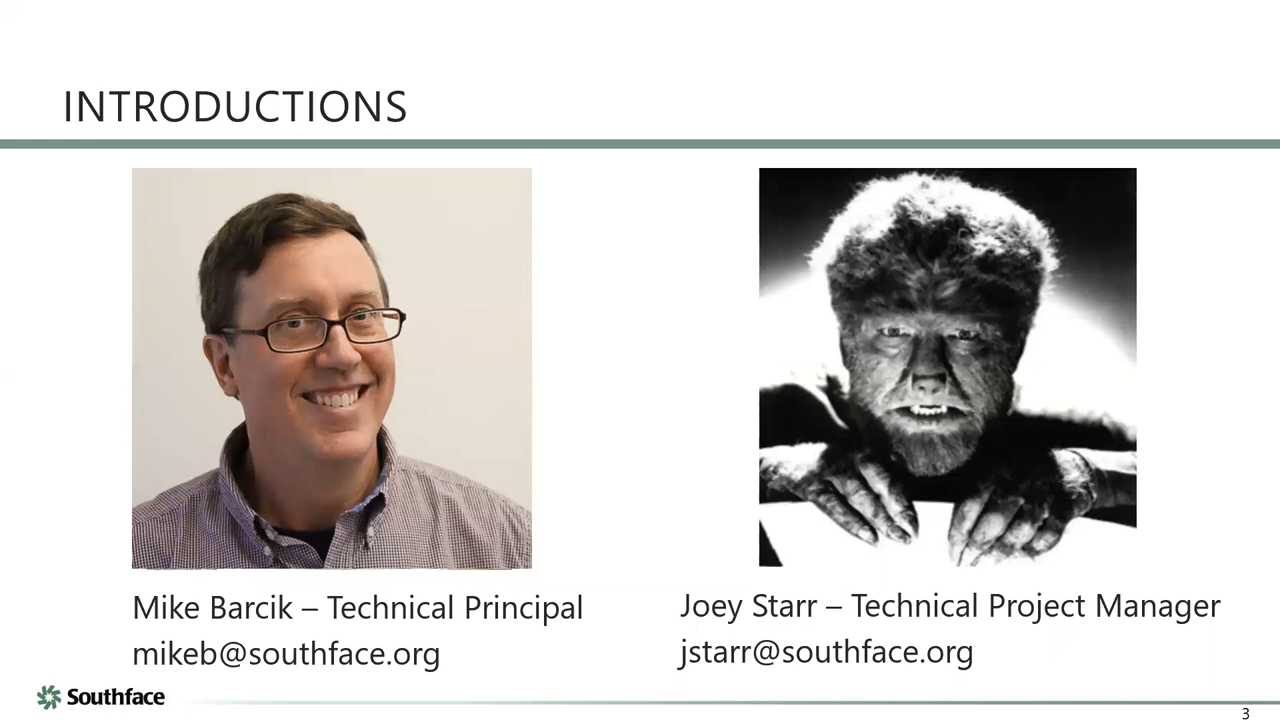 INTRODUCTIONS
Mike Barcik – Technical Principal
mikeb@southface.org
Joey Starr – Technical Project Manager
jstarr@southface.org
Southface
3